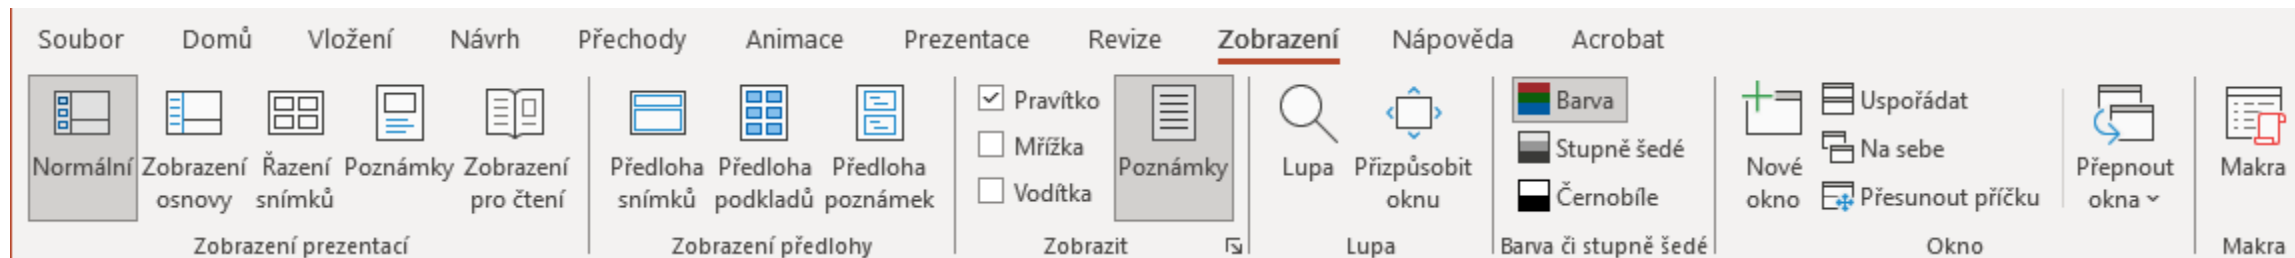 Soubor Domů Vložení Návrh Přechody Animace Prezentace Revize Zobrazení Nápověda Acrobat
Normální
Zobrazení
osnovy
Řazení
snímků
Poznámky
Zobrazení
pro čtení
Zobrazení prezentací
Předloha
snímků
Předloha
podkladů
Předloha
poznámek
Zobrazení předlohy
Pravítko
Mřížka
Vodítka
Poznámky
Zobrazit
Lupa
Přizpůsobit
oknu
Lupa
Barva
Stupně šedé
Černobíle
Barva či stupně šedé
Nové
okno
Uspořádat
Na sebe
Přesunout příčku
Přepnout
okna
Okno
Makra
Makra